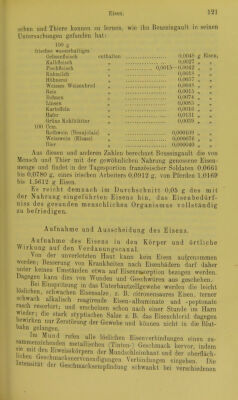 Eisen. 121
sehen und Thiere kennen zu lernen, wie ihn Boussingault in seinen
Untersuchungen gefunden hat:
100 g
frisches wasserhaltiges
Ochsenfleisch enthalten 0,0048 g Eisen,
Kalbfleisch 0,0027 " "
Fischfleisch 0,0015—0,0042 " "
Kuhmilch 0,0018 " "
Hühnerei 0,0057 " "
Weisses Weizenbrod 0,0048 " "
Reis 0,0015 " "
Bohnen 0,0074 " "
Linsen 0,0083 " "
Kartoffeln 0,0016 " "
Hafer 0,0131 " "
Grüne Kohlblätter 0,0039 " "
100 Ccm.
Rothwein (Beaujolais)
Weisswein (Elsass)
Bier 0,000040 " "
Aus diesen und anderen Zahlen berechnet Boussingault die von
Mensch und Thier mit der gewöhnlichen Nahrung genossene Eisen-
menge und findet in der Tagesportion französischer Soldaten 0,0661
bis 0,0780 g, eines irischen Arbeiters 0,0912 g, von Pferden 1,0169
bis 1,5612 g Eisen.
Es reicht demnach im Durchschnitt 0,05 g des mit
der Nahrung eingeführten Eisens hin, das Eisenbedürf-
niss des gesunden menschlichen Organismus vollständig
zu befriedigen.
Aufnahme und Ausscheidung des Eisens.
Aufnahme des Eisens in den Körper und örtliche
Wirkung auf den Verdauungscanal.
Von der unverletzten Haut kann kein Eisen aufgenommen
werden; Besserung von Krankheiten nach Eisenbädern darf daher
unter keinen Umständen etwa auf Eisenresorption bezogen werden.
Dagegen kann dies von Wunden und Geschwüren aus geschehen.
Bei Einspritzung in das Unterhautzellgewebe werden die leicht
löslichen, schwachen Eisensalze, z. B. citronensaures Eisen, ferner
schwach alkalisch reagirende Eisen-albuminate und -peptonate
rasch resorbirt; und erscheinen schon nach einer Stunde im Harn
wieder; die stark styptischen Salze z. B. das Eisenchlorid dagegen
bewirken nur Zerstörung der Gewebe und können nicht in die Blut-
bahn gelangen.
Im Mund rufen alle löslichen Eisenverbindungen einen zu-
sammenziehenden metallischen (Tinten-) Geschmack hervor, indem
sie mit den Eiweisskörpern der Mundschleimhaut und der oberfläch-
lichen Geschmacksnervenendigungen Verbindungen eingehen. Die
Intensität der Geschmacksempfindung schwankt bei verschiedenen